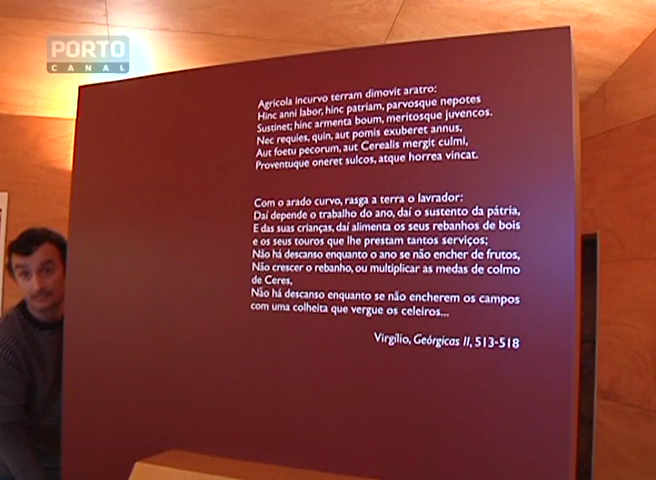 PORTO
CANAL
Agricola incurvo terram dimovit aratro:
Hinc anni labor, hinc patriam, parvosque nepotes
Sustinet; hinc armenta boum, meritosque juvencos.
Nec requies, quin, aut pomis exuberet annus,
Aut foetu pecorum, aut Cerealis mergit culmi,
Proventuque oneret sulcos, atque horrea vincat.
Com o arado curvo, rasga a terra o lavrador:
Daí depende o trabalho do ano, daí o sustento da pátria,
E das suas crianças, daí alimenta os seus rebanhos de bois
e os seus touros que lhe prestam tantos serviços;
Não há descanso enquanto o ano se não encher de frutos,
Não crescer o rebanho, ou multiplicar as medas de colmo
de Ceres,
Não há descanso enquanto se não encherem os campos
com uma colheita que vergue os celeiros...
Virgílio, Geórgicas II, 513-518